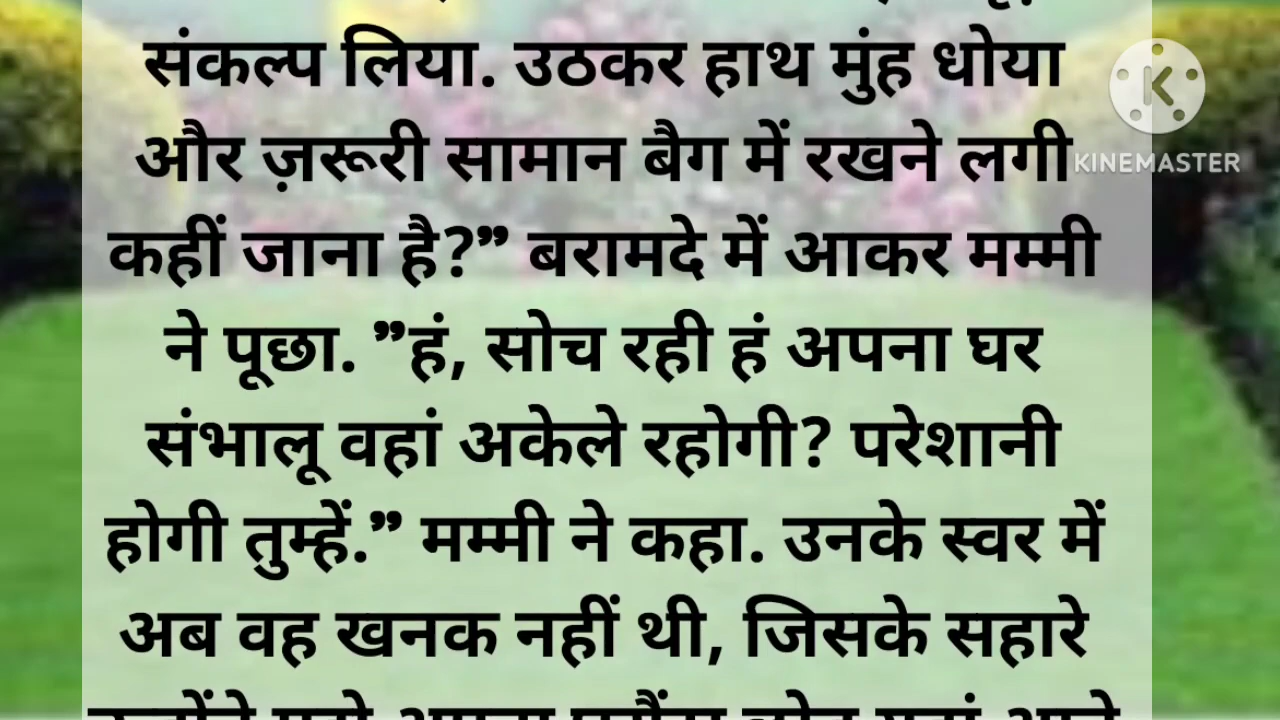 संकल्प लिया. उठकर हाथ मुंह धोया
और ज़रूरी सामान बैग में रखने लगी
कहीं जाना है?” बरामदे में आकर मम्मी
ने पूछा. ”हं, सोच रही हं अपना घर
संभालू वहां अकेले रहोगी? परेशानी
होगी तुम्हें.” मम्मी ने कहा. उनके स्वर में
अब वह खनक नहीं थी, जिसके सहारे
KINEMASTER